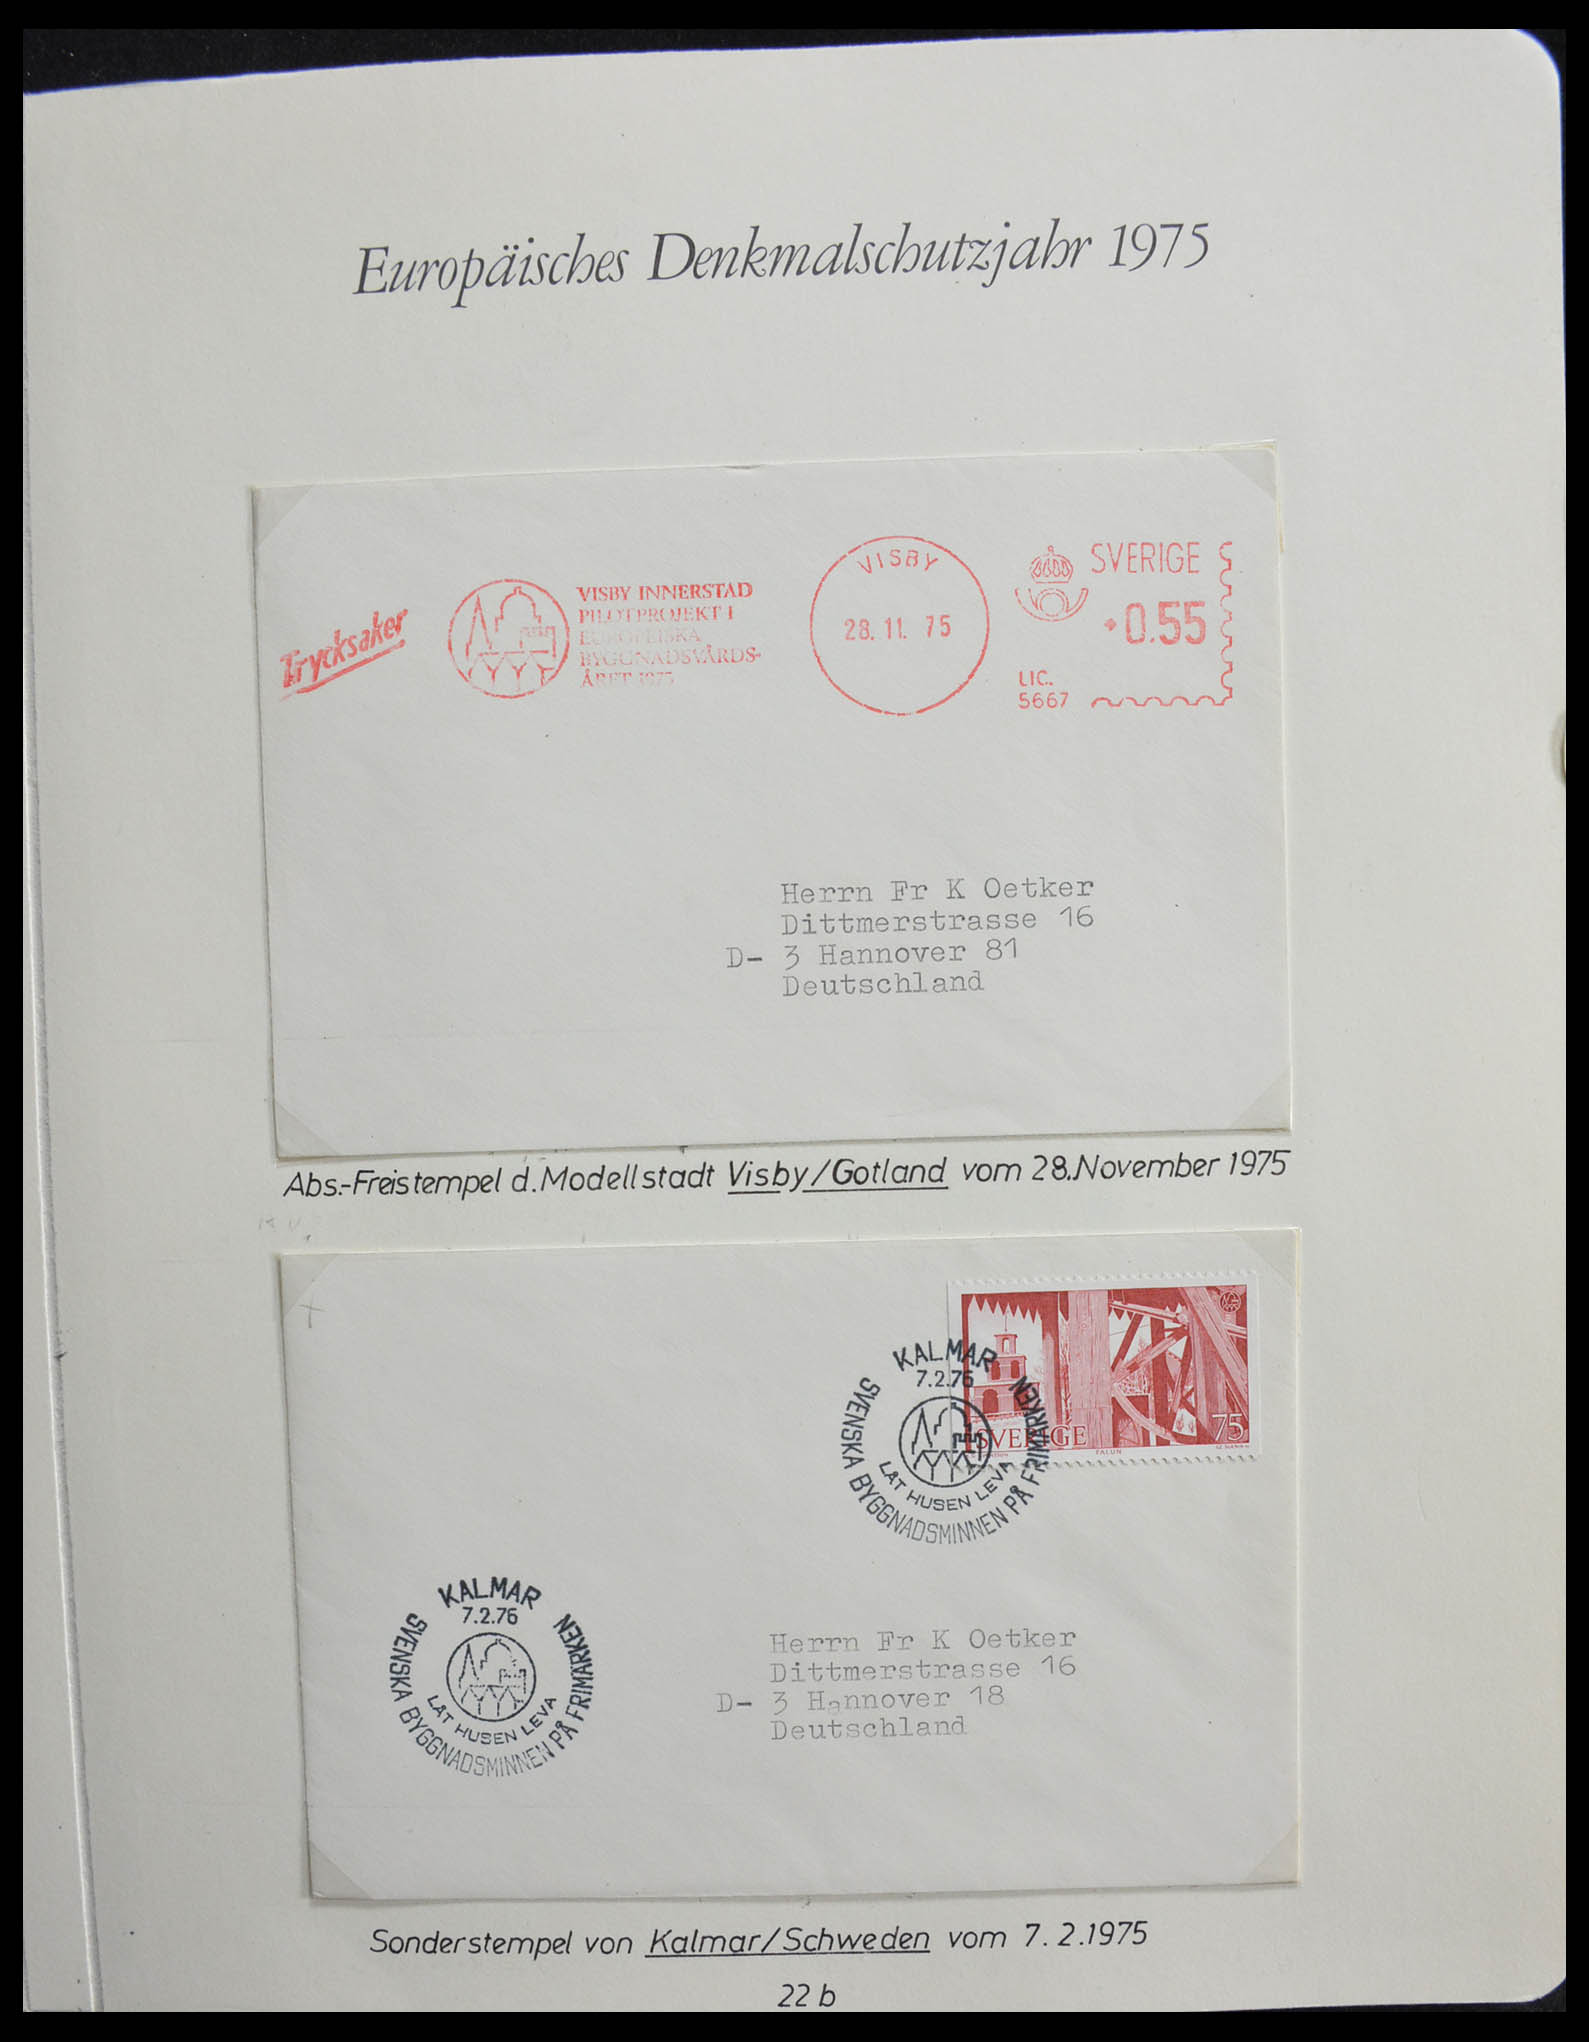 Europäisches Denkmalschutzjahr 1975
Trycksaker
VISBY INNERSTAD
PILOTPROJEKT I
EUROPEISKA
BYGGNADSVÅRDS-
ÅRET 1975
VISBY
28.11.75
SVERIGE
0.55
LIC.
5667
Herrn Fr K Oetker
Dittmerstrasse 16
D- 3 Hannover 81
Deutschland
Abs.-Freistempel d. Modellstadt Visby/Gotland vom 28.November 1975
KALMAR
7.2.76
LÅT HUSEN LEVA
SVENSKA BYGGNADSMINNEN PÅ FRIMÄRKEN
SVERIGE
75
FALUN
KALMAR
7.2.76
LÅT HUSEN LEVA
SVENSKA BYGGNADSMINNEN PÅ FRIMÄRKEN
Herrn Fr K Oetker
Dittmerstrasse 16
D- 3 Hannover 18
Deutschland
Sonderstempel von Kalmar/Schweden vom 7.2.1975
22 b